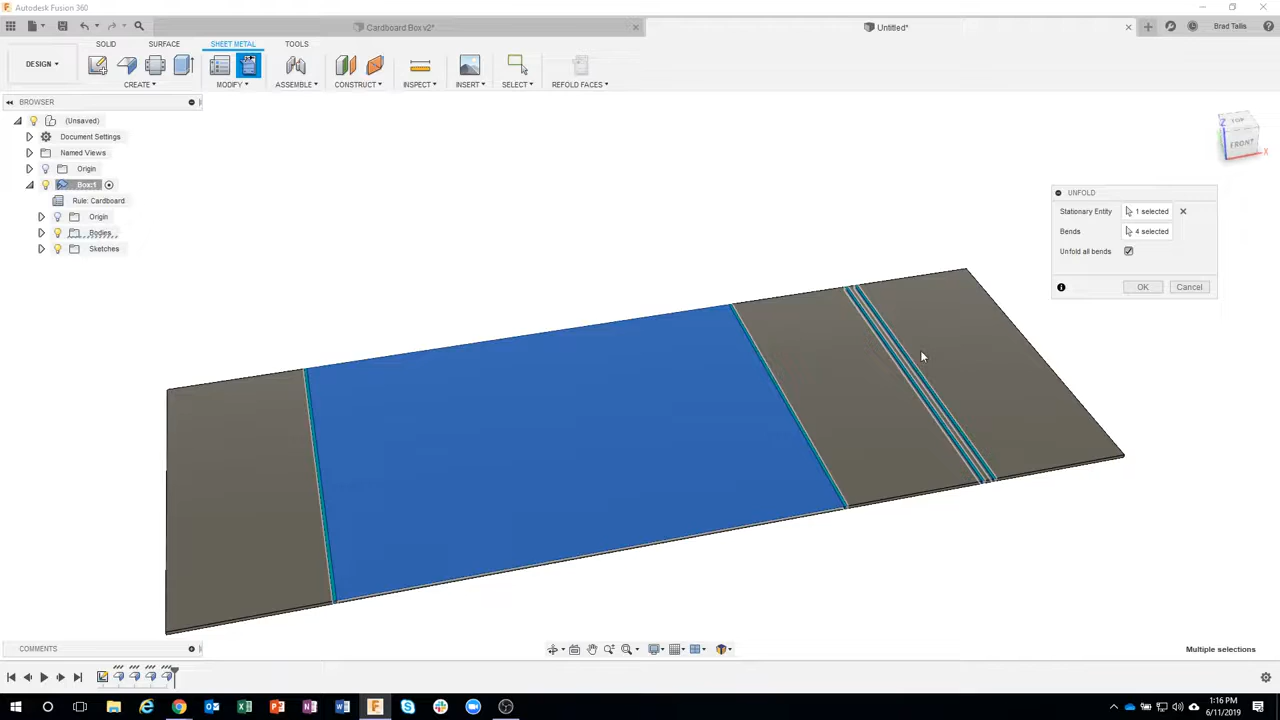 Autodesk Fusion 360
Cardboard Box v2*
Untitled*
Brad Tallis
DESIGN
SOLID
SURFACE
SHEET METAL
TOOLS
CREATE
MODIFY
ASSEMBLE
CONSTRUCT
INSPECT
INSERT
SELECT
REFOLD FACES
BROWSER
(Unsaved)
Document Settings
Named Views
Origin
Box:1
Rule: Cardboard
Origin
Bodies
Sketches
Z
TOP
FRONT
X
UNFOLD
Stationary Entity
1 selected
Bends
4 selected
Unfold all bends
OK
Cancel
COMMENTS
Multiple selections
1:16 PM
6/11/2019